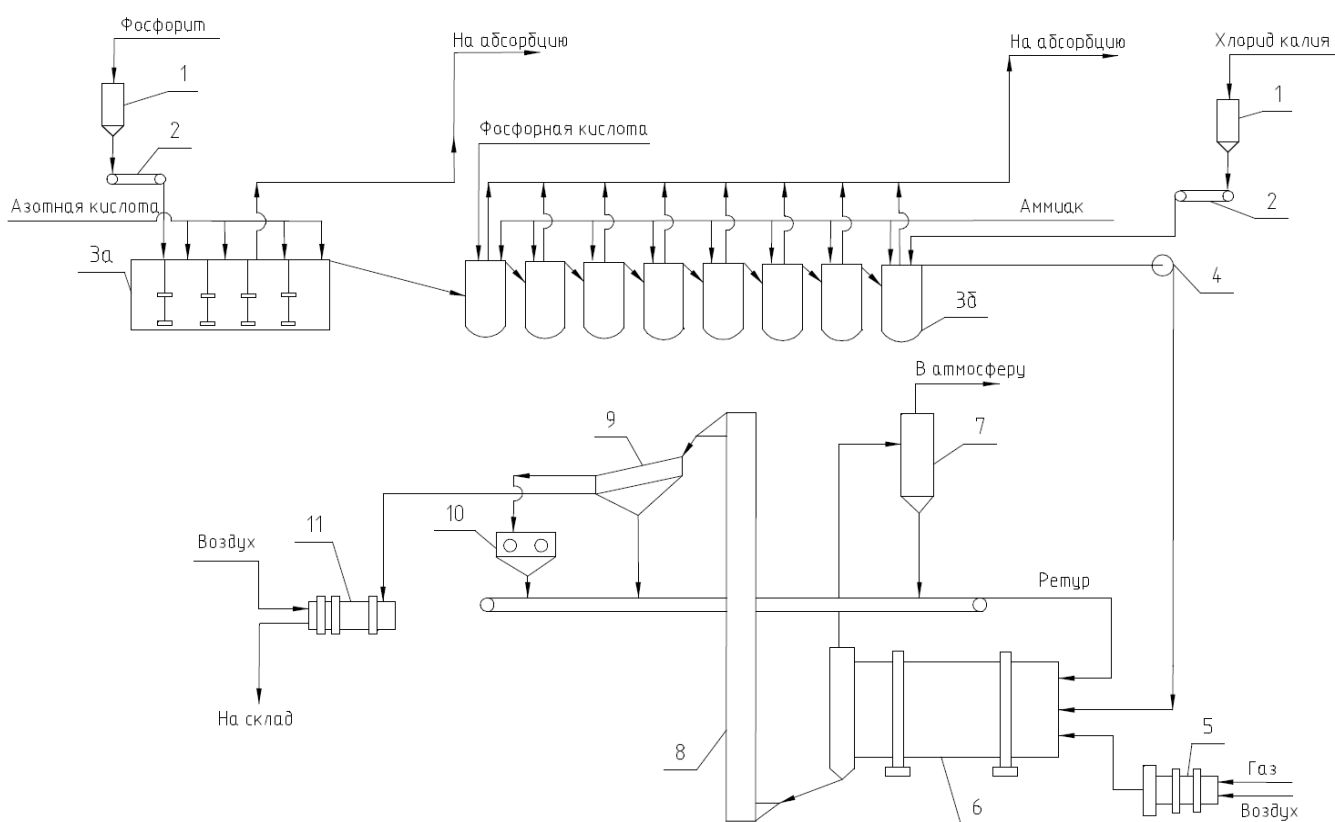 Фосфорит
На абсорбцию
На абсорбцию
Хлорид калия
1
1
2
Фосфорная кислота
2
Азотная кислота
Аммиак
3а
4
3б
В атмосферу
9
7
10
11
Воздух
Ретур
На склад
8
5
6
Газ
Воздух